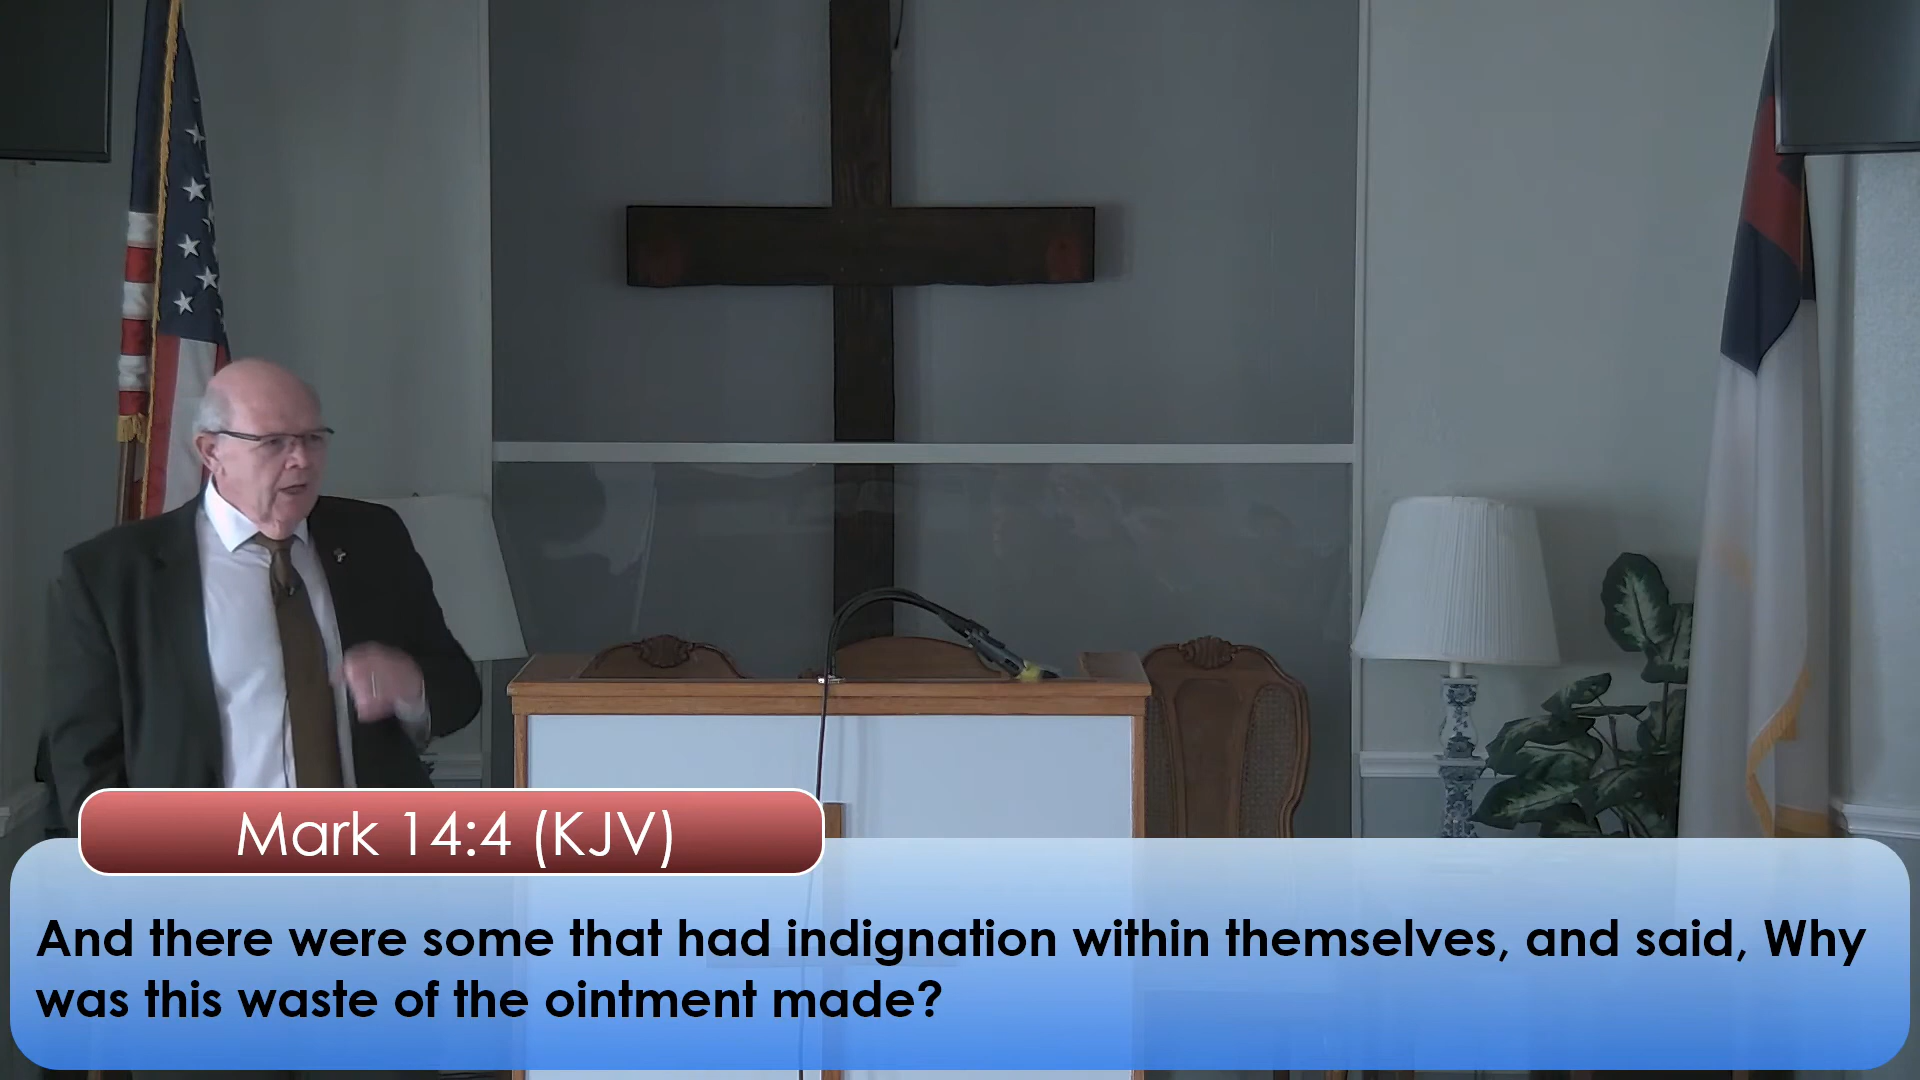 Mark 14:4 (KJV)
And there were some that had indignation within themselves, and said, Why
was this waste of the ointment made?